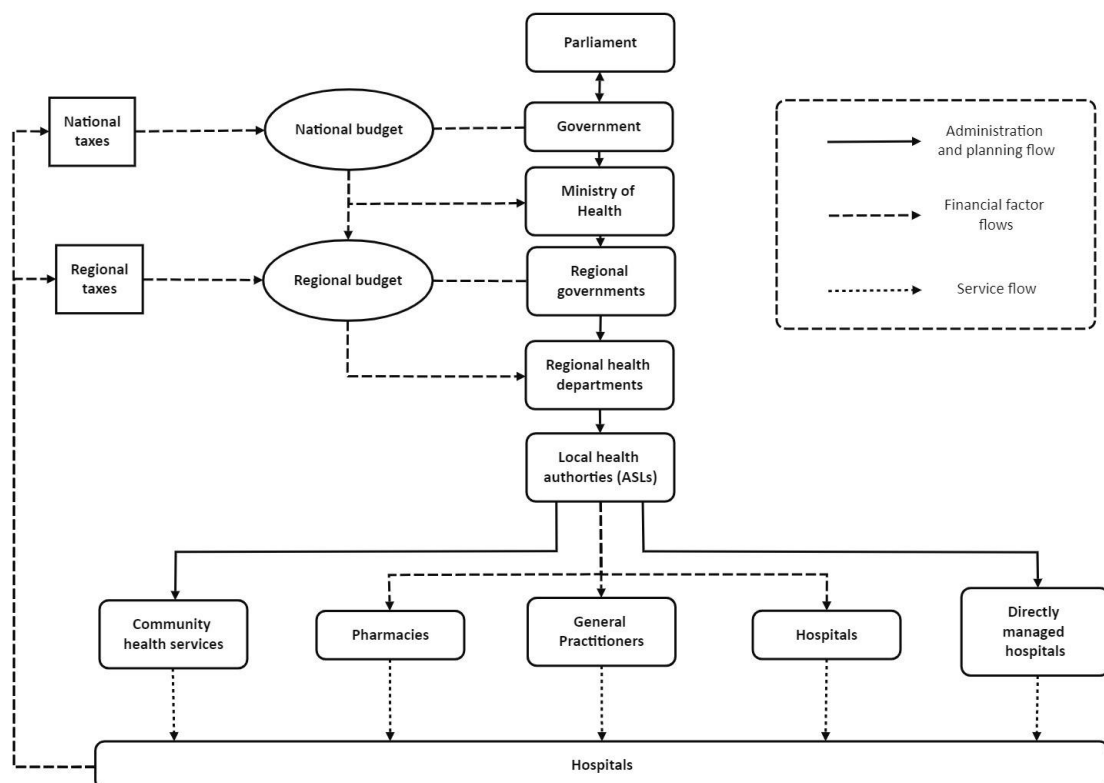 Parliament
National
taxes
National budget
Government
Administration
and planning flow
Ministry of
Health
Financial factor
flows
Regional
taxes
Regional budget
Regional
governments
Service flow
Regional health
departments
Local health
authorties (ASLs)
Community
health services
Pharmacies
General
Practitioners
Hospitals
Directly
managed
hospitals
Hospitals